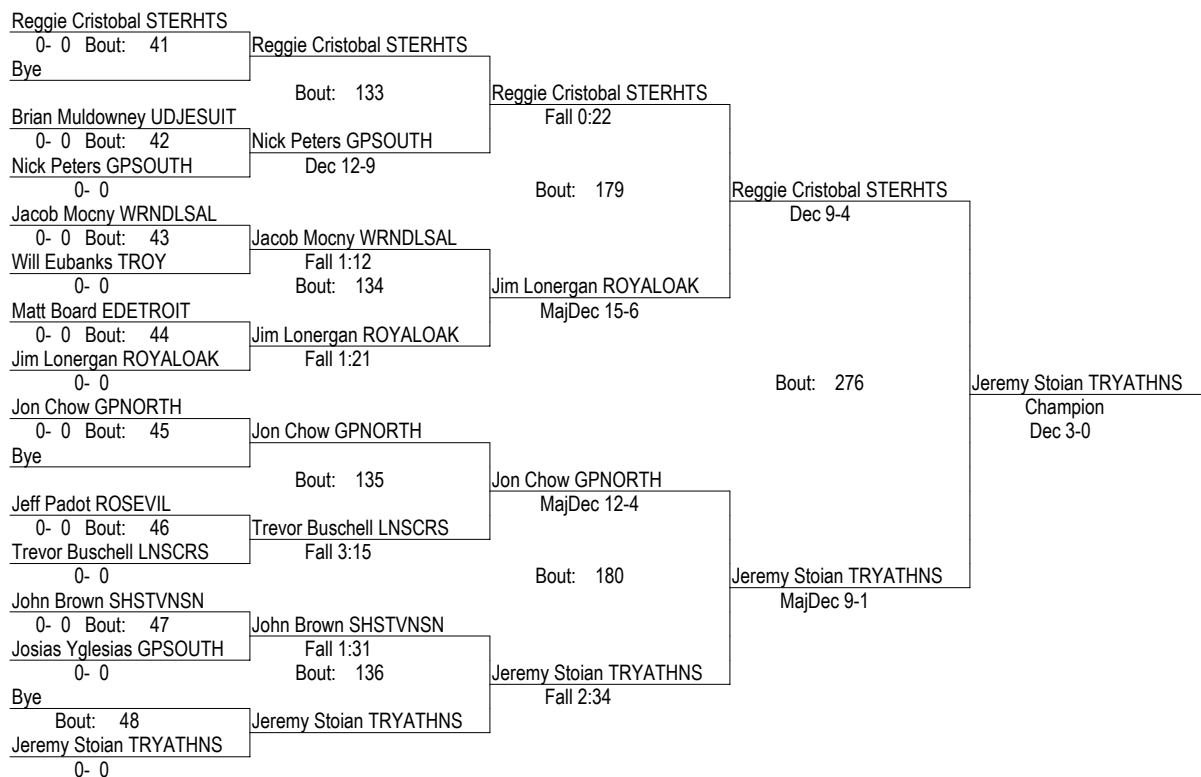 Reggie Cristobal STERHTS
0- 0 Bout: 41
Bye
Brian Muldowney UDJESUIT
0- 0 Bout: 42
Nick Peters GPSOUTH
0- 0
Jacob Mocny WRNDLSAL
0- 0 Bout: 43
Will Eubanks TROY
0- 0
Matt Board EDETROIT
0- 0 Bout: 44
Jim Lonergan ROYALOAK
0- 0
Jon Chow GPNORTH
0- 0 Bout: 45
Bye
Jeff Padot ROSEVIL
0- 0 Bout: 46
Trevor Buschell LNSCRS
0- 0
John Brown SHSTVNSN
0- 0 Bout: 47
Josias Yglesias GPSOUTH
0- 0
Bye
Bout: 48
Jeremy Stoian TRYATHNS
0- 0
Reggie Cristobal STERHTS
Bout: 133
Nick Peters GPSOUTH
Dec 12-9
Jacob Mocny WRNDLSAL
Fall 1:12
Bout: 134
Jim Lonergan ROYALOAK
Fall 1:21
Jon Chow GPNORTH
Bout: 135
Trevor Buschell LNSCRS
Fall 3:15
John Brown SHSTVNSN
Fall 1:31
Bout: 136
Jeremy Stoian TRYATHNS
Reggie Cristobal STERHTS
Fall 0:22
Bout: 179
Jim Lonergan ROYALOAK
MajDec 15-6
Jon Chow GPNORTH
MajDec 12-4
Bout: 180
Jeremy Stoian TRYATHNS
Fall 2:34
Reggie Cristobal STERHTS
Dec 9-4
Bout: 276
Jeremy Stoian TRYATHNS
MajDec 9-1
Jeremy Stoian TRYATHNS
Champion
Dec 3-0